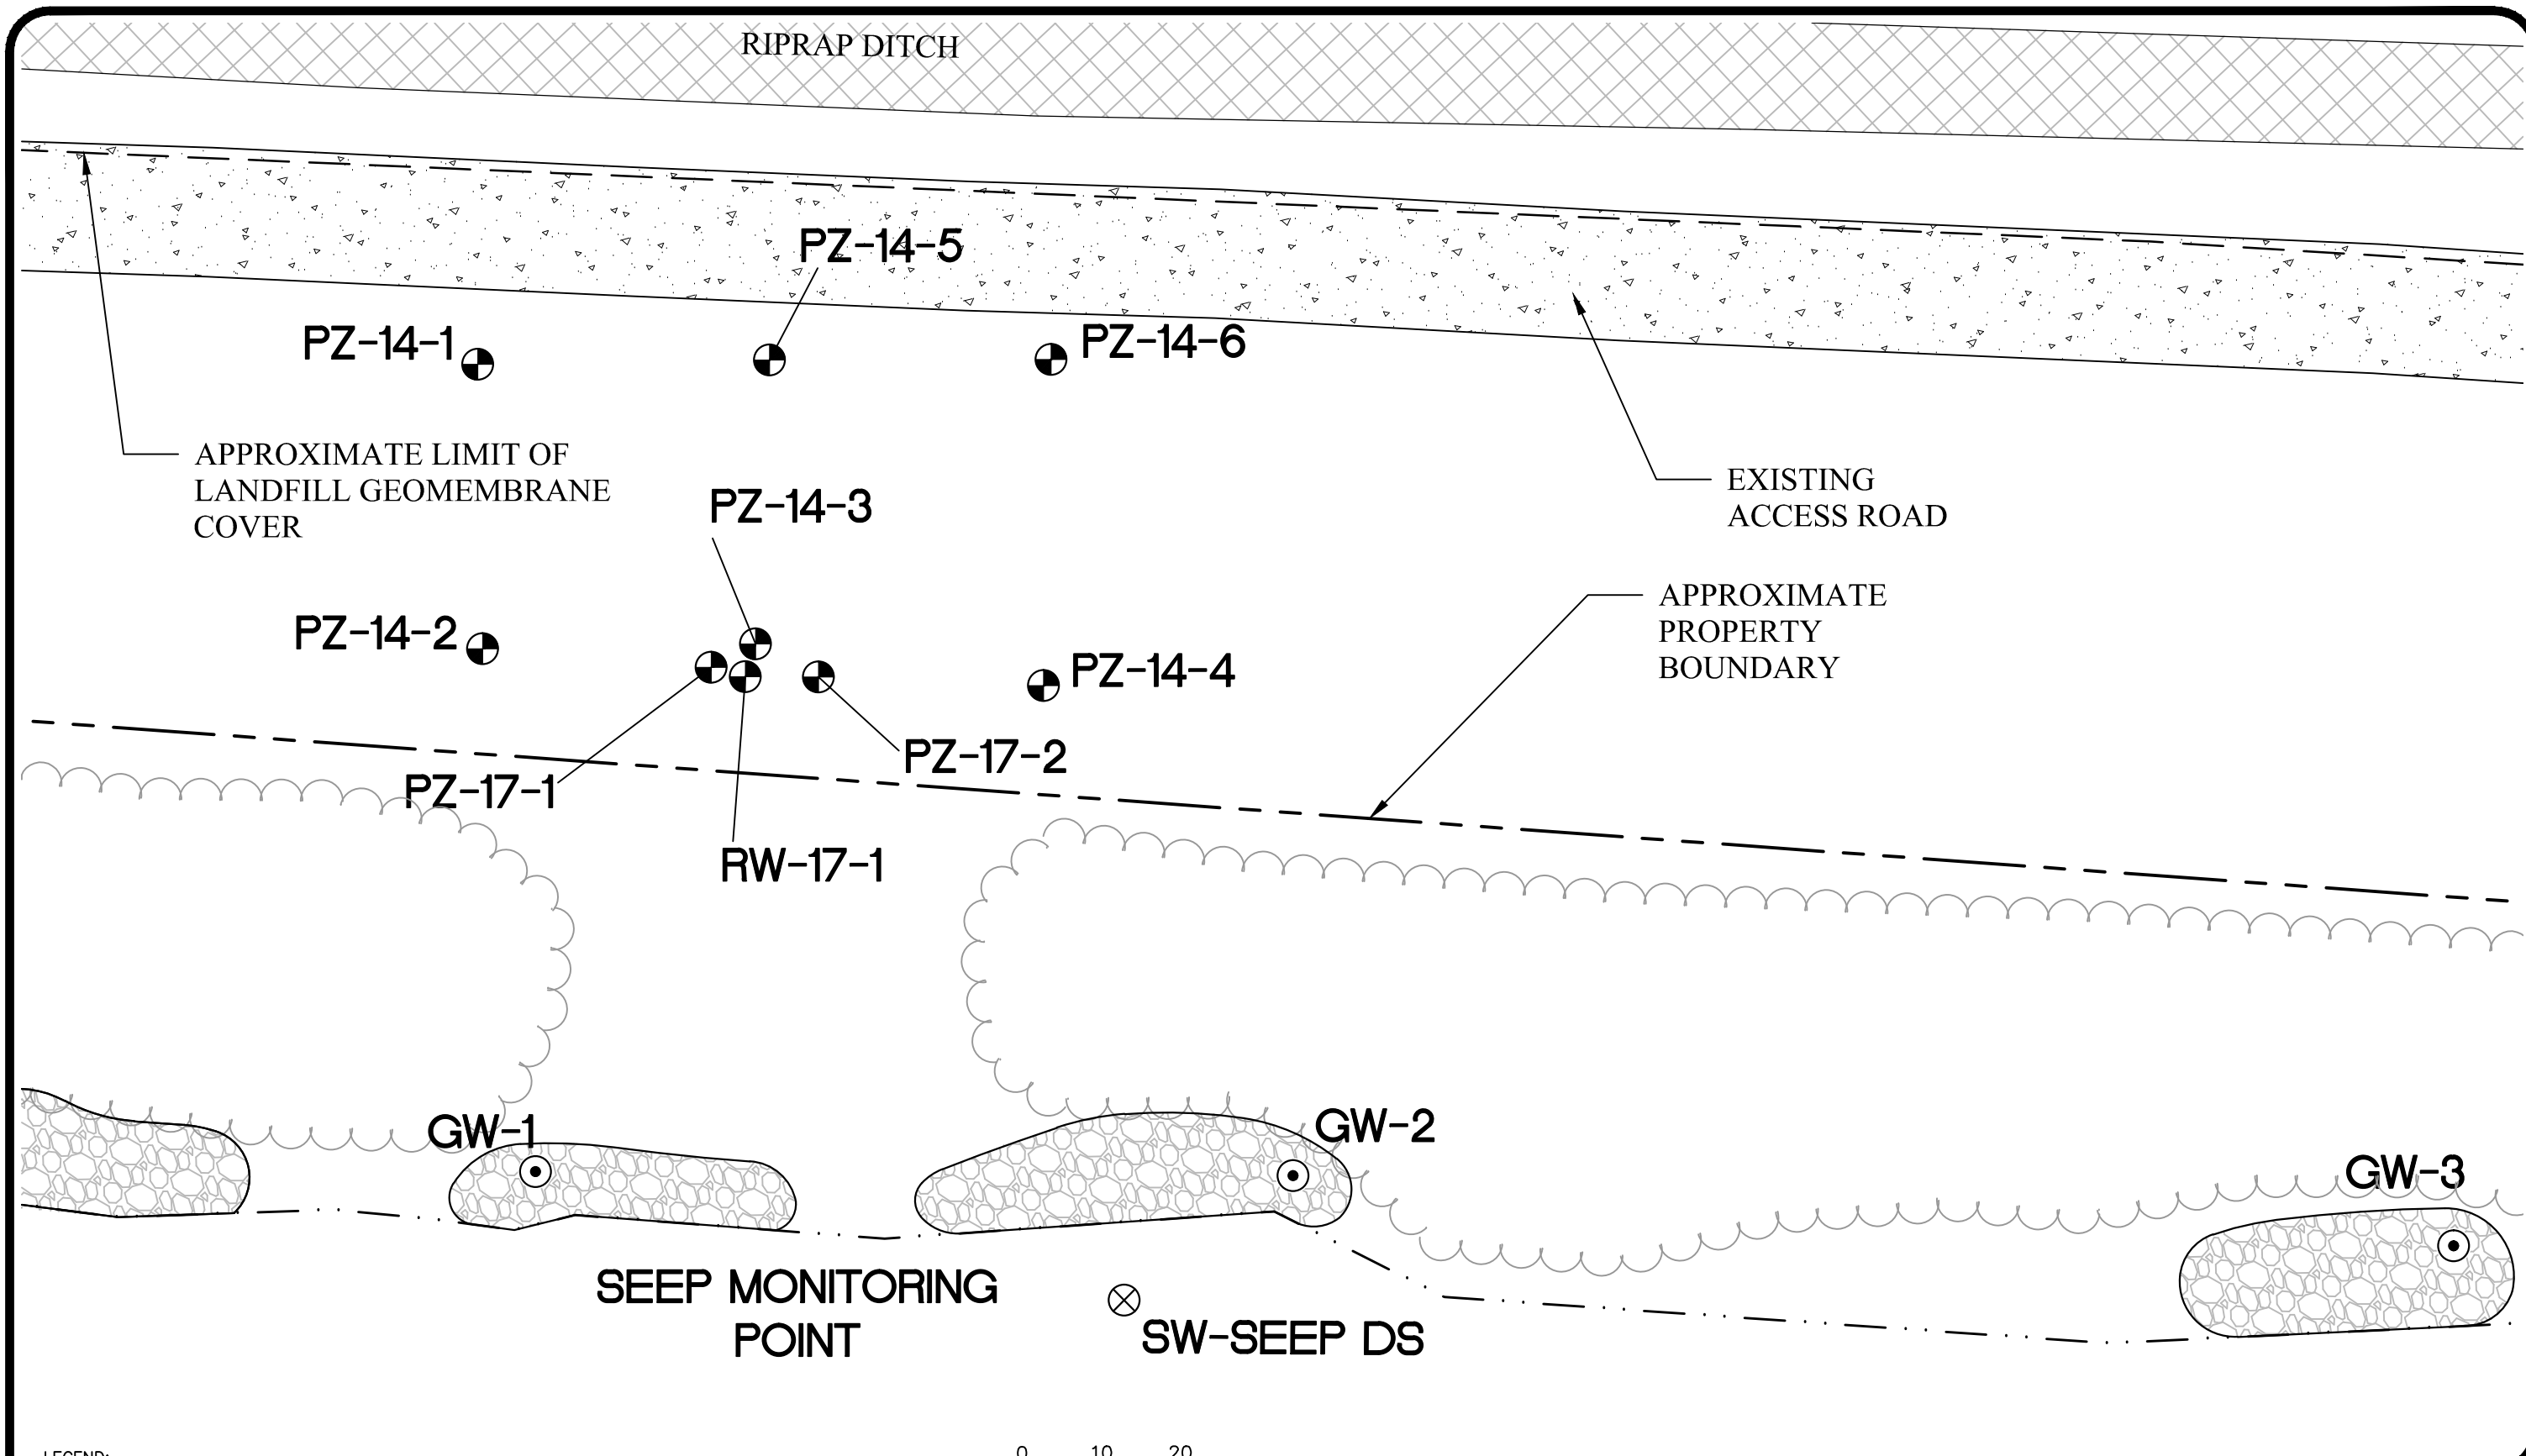 RIPRAP DITCH
PZ-14-5
PZ-14-1
PZ-14-6
APPROXIMATE LIMIT OF
LANDFILL GEOMEMBRANE
COVER
EXISTING
ACCESS ROAD
PZ-14-3
APPROXIMATE
PROPERTY
BOUNDARY
PZ-14-2
PZ-14-4
PZ-17-2
PZ-17-1
RW-17-1
GW-1
GW-2
GW-3
SEEP MONITORING
POINT
SW-SEEP DS
LEGEND:
0 10 20